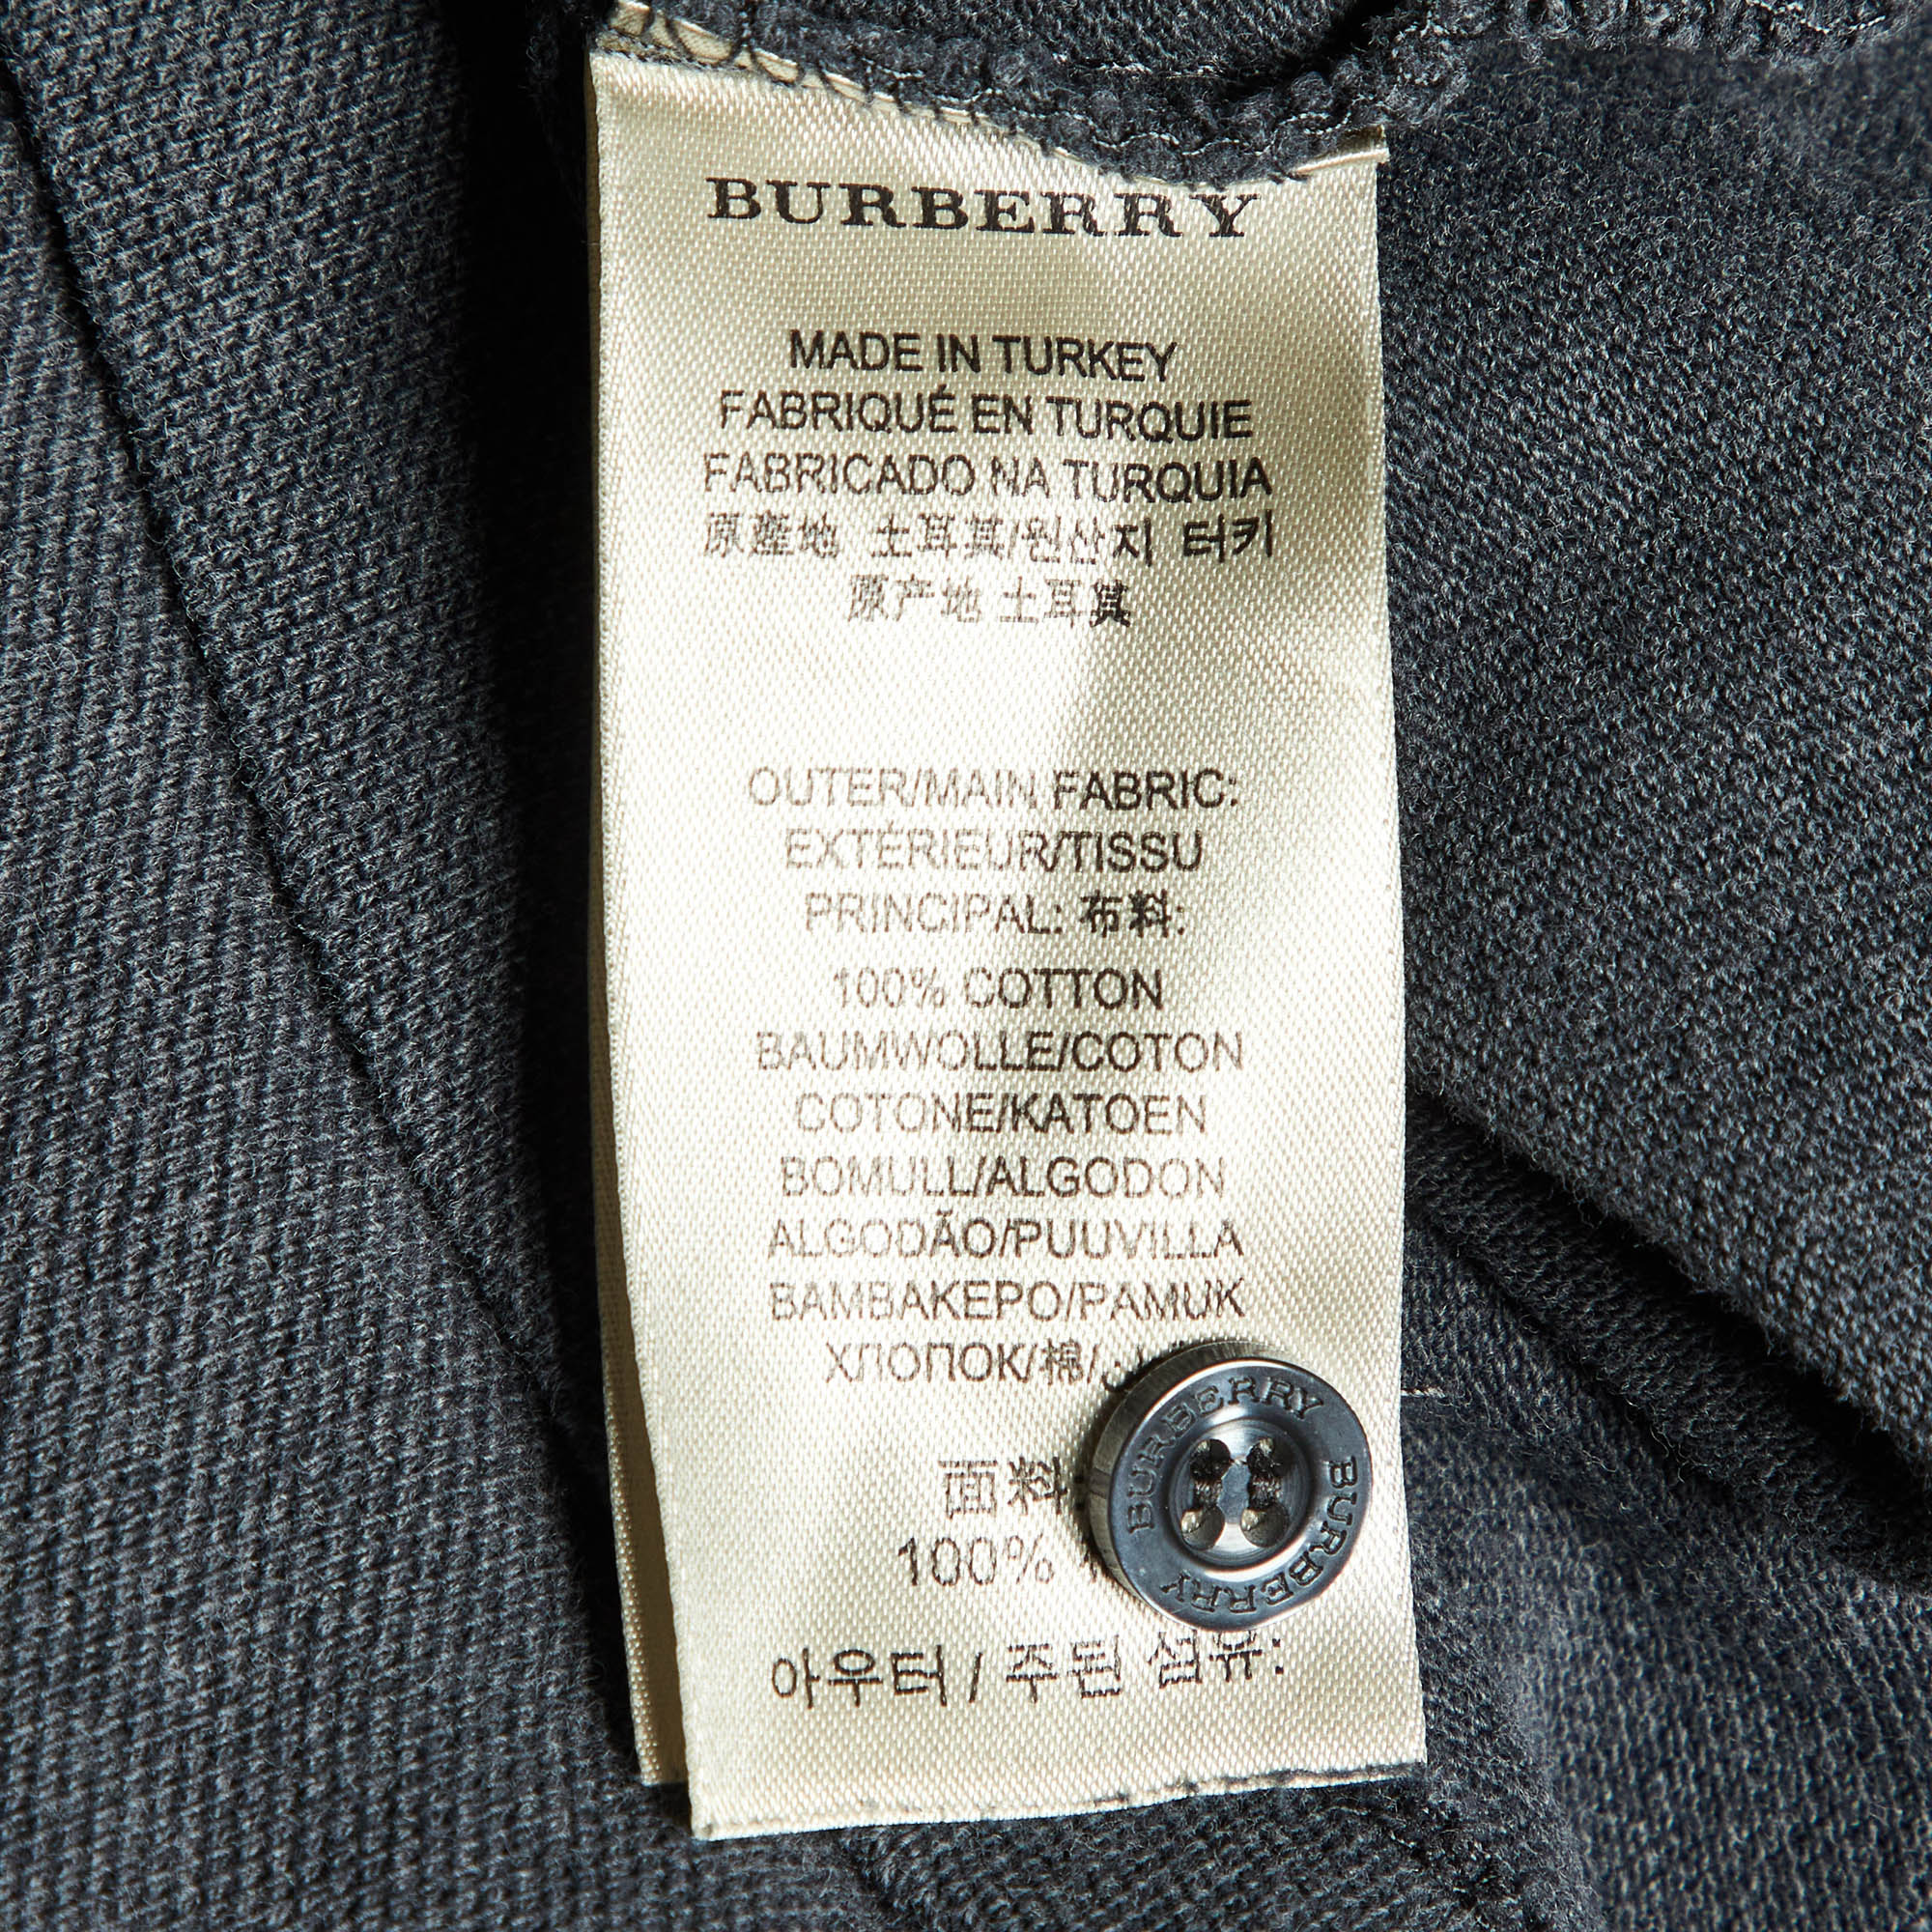 BURBERRY
MADE IN TURKEY
FABRIQUÉ EN TURQUIE
FABRICADO NA TURQUIA
原產地 土耳其/원산지 터키
原产地 土耳其
OUTER/MAIN FABRIC:
EXTÉRIEUR/TISSU
PRINCIPAL: 布料:
100% COTTON
BAUMWOLLE/COTON
COTONE/KATOEN
BOMULL/ALGODON
ALGODÃO/PUUVILLA
BAMBAKEPO/PAMUK
ХЛОПОК/棉/
面料
100%
아우터 / 주된 섬유:
BURBERRY
BURBERRY
BURBERRY